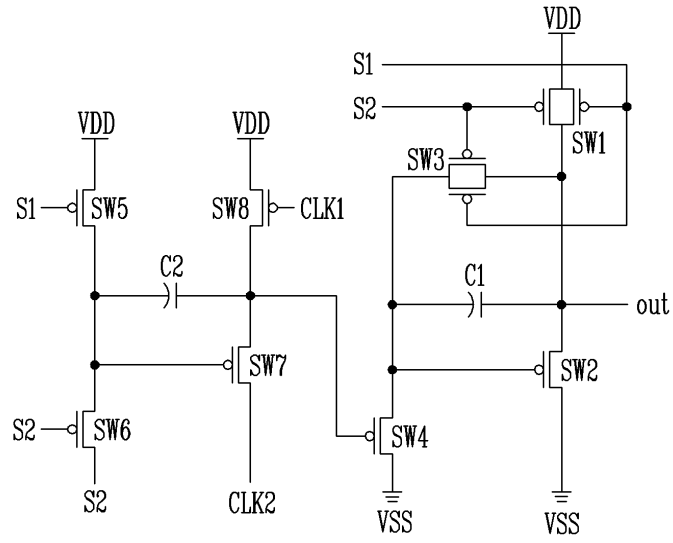 VDD
S1
S2
SW1
SW3
VDD
VDD
S1
SW5
SW8
CLK1
C2
C1
out
SW7
SW2
S2
SW6
SW4
S2
CLK2
VSS
VSS